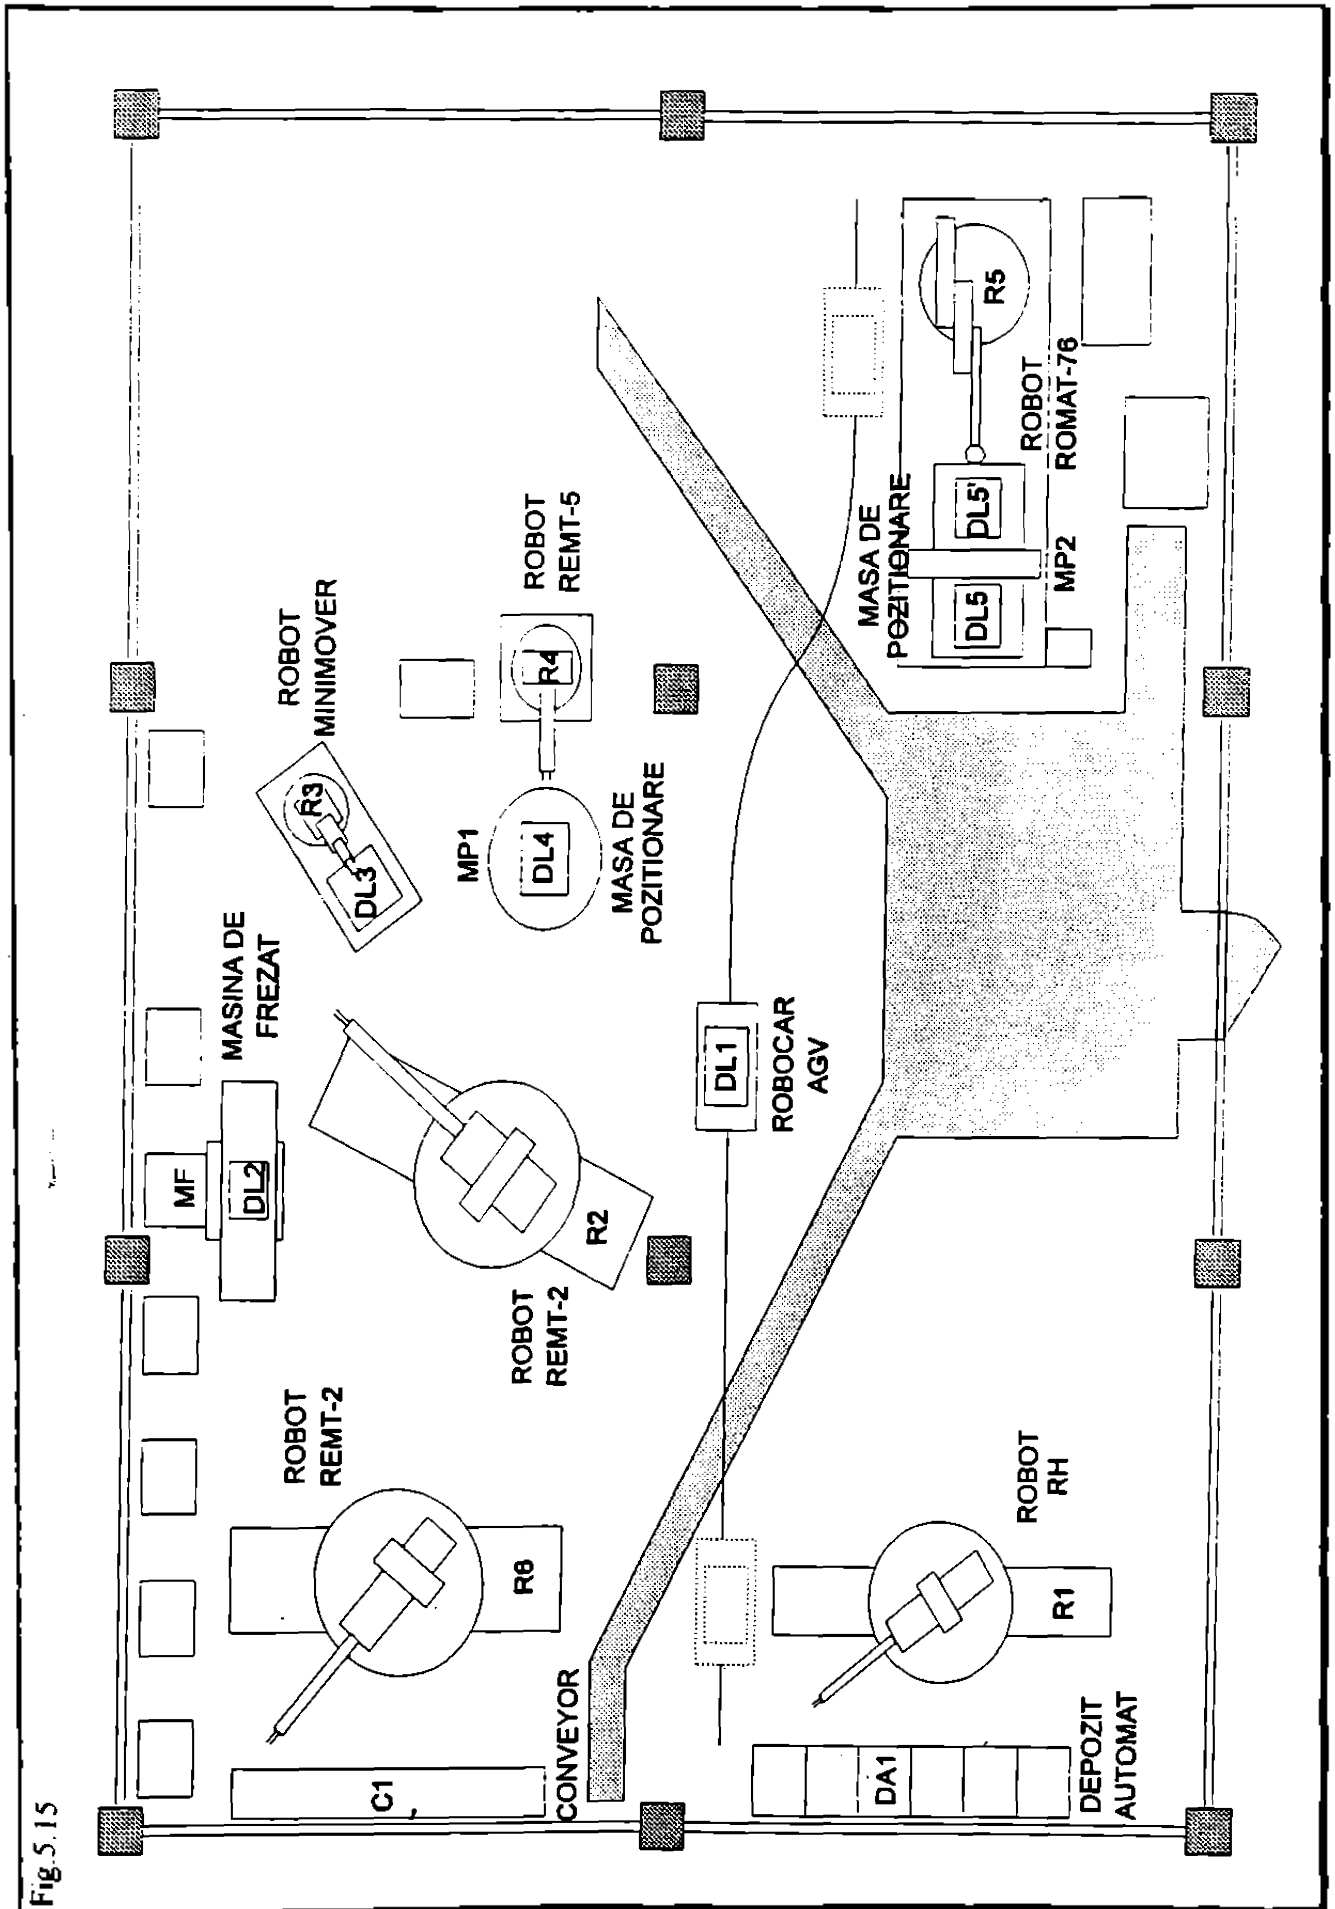 Fig.5.15
C1
CONVEYOR
DA1
DEPOZIT
AUTOMAT
ROBOT
REMT-2
R6
ROBOT
RH
R1
MF
DL2
MASINA DE
FREZAT
ROBOT
REMT-2
R2
DL1
ROBOCAR
AGV
ROBOT
MINIMOVER
R3
DL3
MP1
DL4
MASA DE
POZITIONARE
ROBOT
REMT-5
R4
MASA DE
POZITIONARE
DL5
DL5'
MP2
ROBOT
ROMAT-76
R5